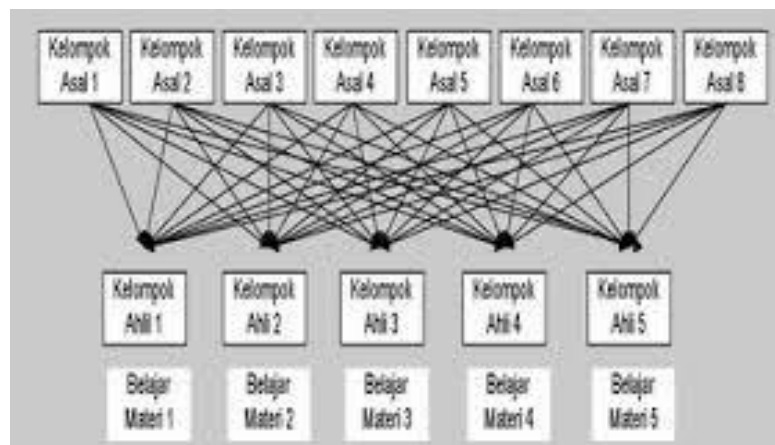 Kelompok
Asal 1
Kelompok
Asal 2
Kelompok
Asal 3
Kelompok
Asal 4
Kelompok
Asal 5
Kelompok
Asal 6
Kelompok
Asal 7
Kelompok
Asal 8
Kelompok
Ahli 1
Kelompok
Ahli 2
Kelompok
Ahli 3
Kelompok
Ahli 4
Kelompok
Ahli 5
Belajar
Materi 1
Belajar
Materi 2
Belajar
Materi 3
Belajar
Materi 4
Belajar
Materi 5